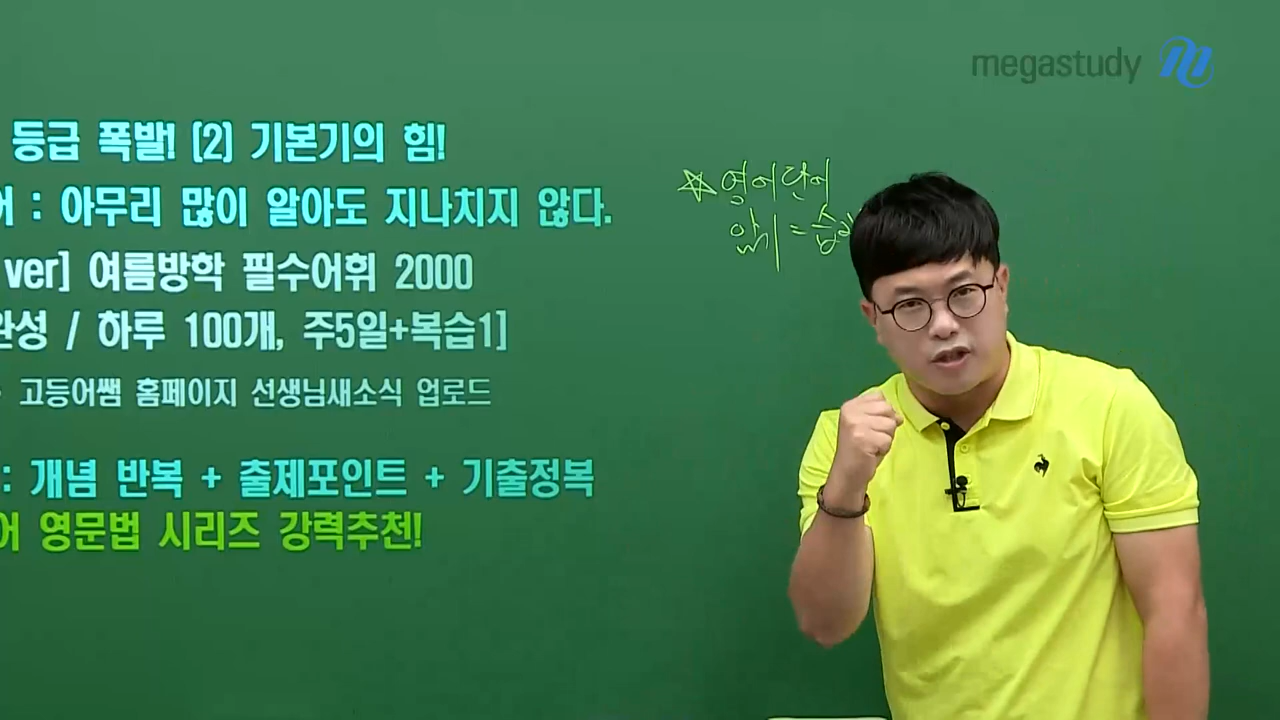 megastudy
등급 폭발! [2] 기본기의 힘!
어 : 아무리 많이 알아도 지나치지 않다.
ver] 여름방학 필수어휘 2000
완성 / 하루 100개, 주5일+복습1]
고등어쌤 홈페이지 선생님새소식 업로드
: 개념 반복 + 출제포인트 + 기출정복
어 영문법 시리즈 강력추천!
☆영어단어
암기 = 습관